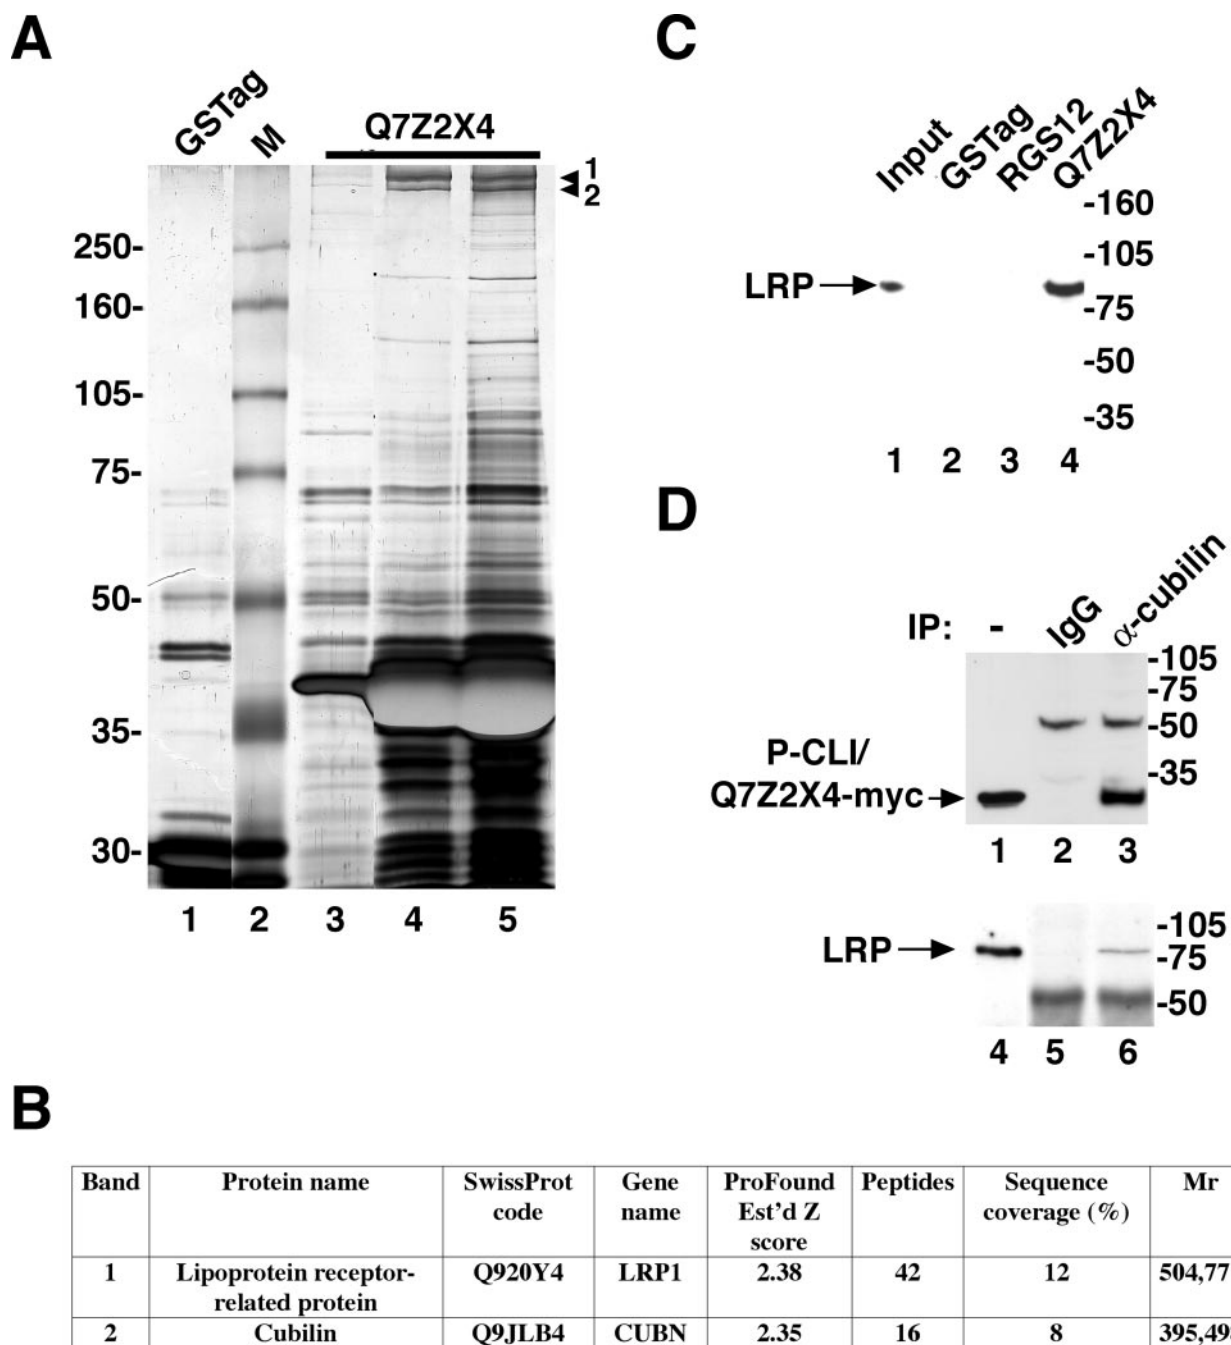 A
GSTag
M
Q7Z2X4
1
2
250-
160-
105-
75-
50-
35-
30-
1 2 3 4 5
C
Input
GSTag
RGS12
Q7Z2X4
-160
-105
LRP
-75
-50
-35
1 2 3 4
D
IP: - IgG α-cubilin
-105
-75
-50
-35
P-CLI/
Q7Z2X4-myc
1 2 3
-105
LRP
-75
-50
4 5 6
B
Band Protein name SwissProt code Gene name ProFound Est'd Z score Peptides Sequence coverage (%) Mr
1 Lipoprotein receptor-related protein Q920Y4 LRP1 2.38 42 12 504,77
2 Cubilin Q9JLB4 CUBN 2.35 16 8